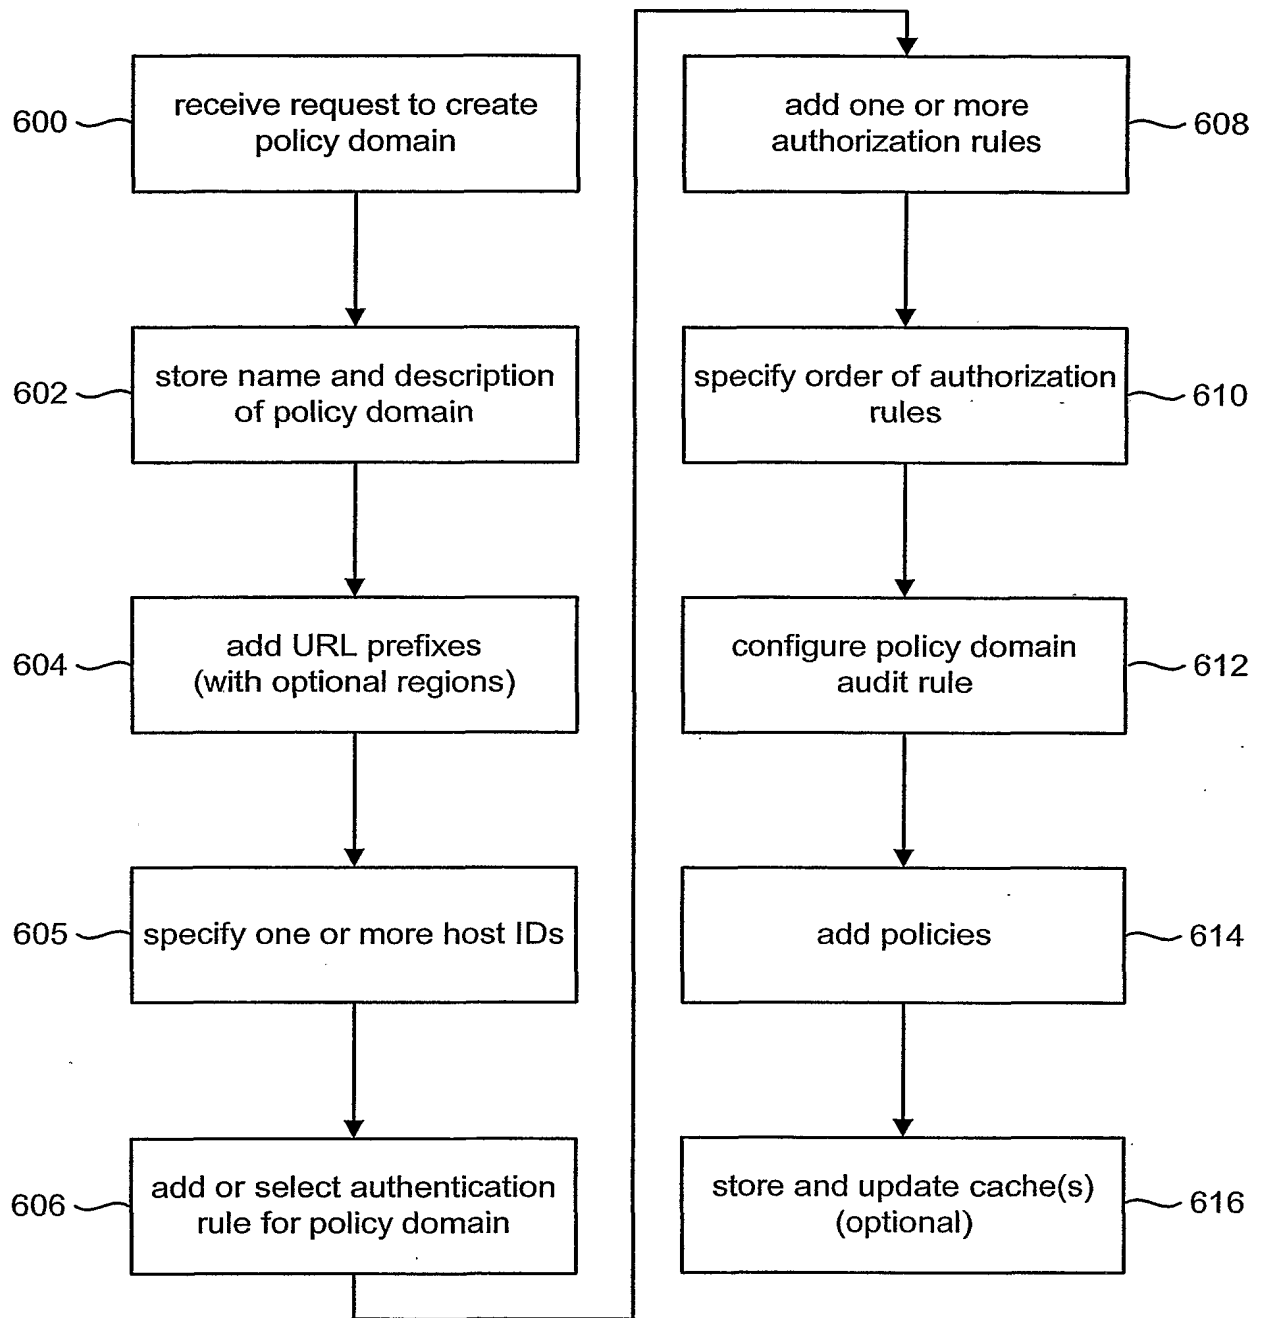 600
receive request to create
policy domain
602
store name and description
of policy domain
604
add URL prefixes
(with optional regions)
605
specify one or more host IDs
606
add or select authentication
rule for policy domain
add one or more
authorization rules
608
specify order of authorization
rules
610
configure policy domain
audit rule
612
add policies
614
store and update cache(s)
(optional)
616